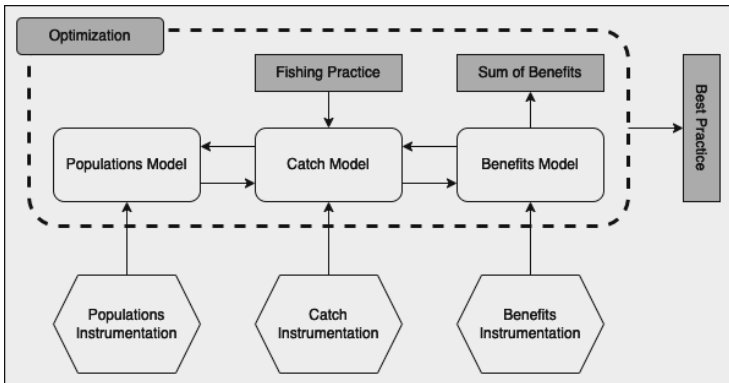 Optimization
Fishing Practice
Sum of Benefits
Best Practice
Populations Model
Catch Model
Benefits Model
Populations
Instrumentation
Catch
Instrumentation
Benefits
Instrumentation